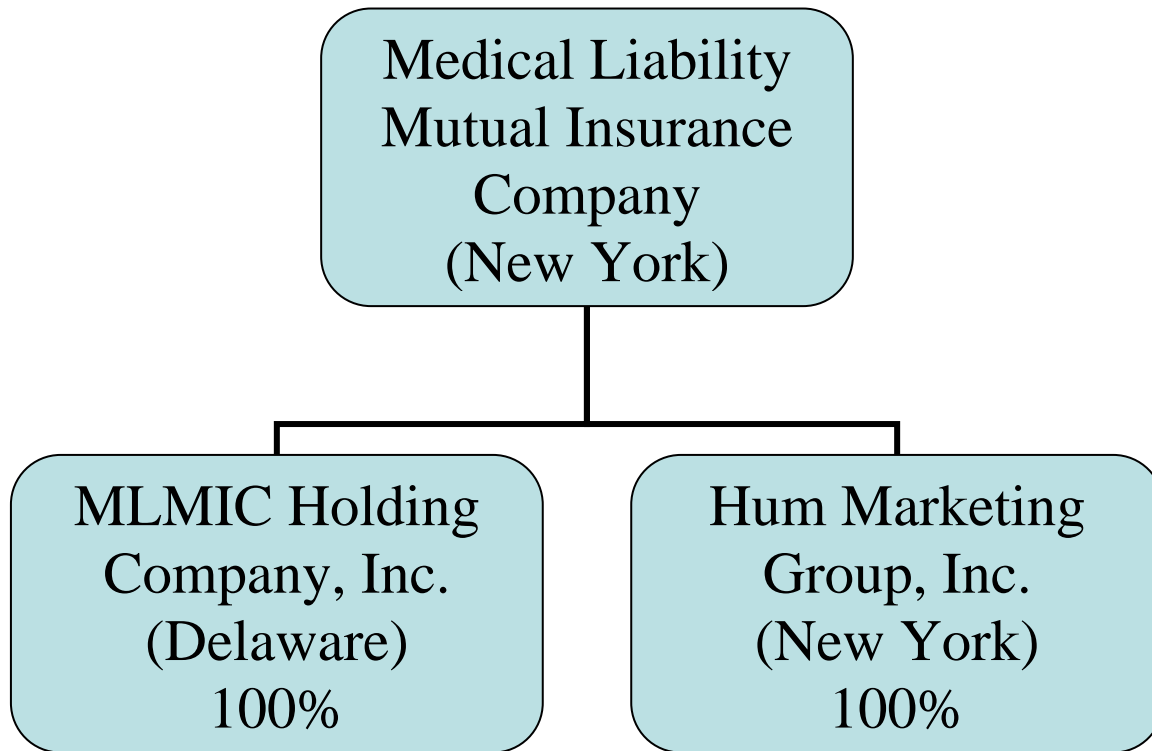 Medical Liability
Mutual Insurance
Company
(New York)
MLMIC Holding
Company, Inc.
(Delaware)
100%
Hum Marketing
Group, Inc.
(New York)
100%